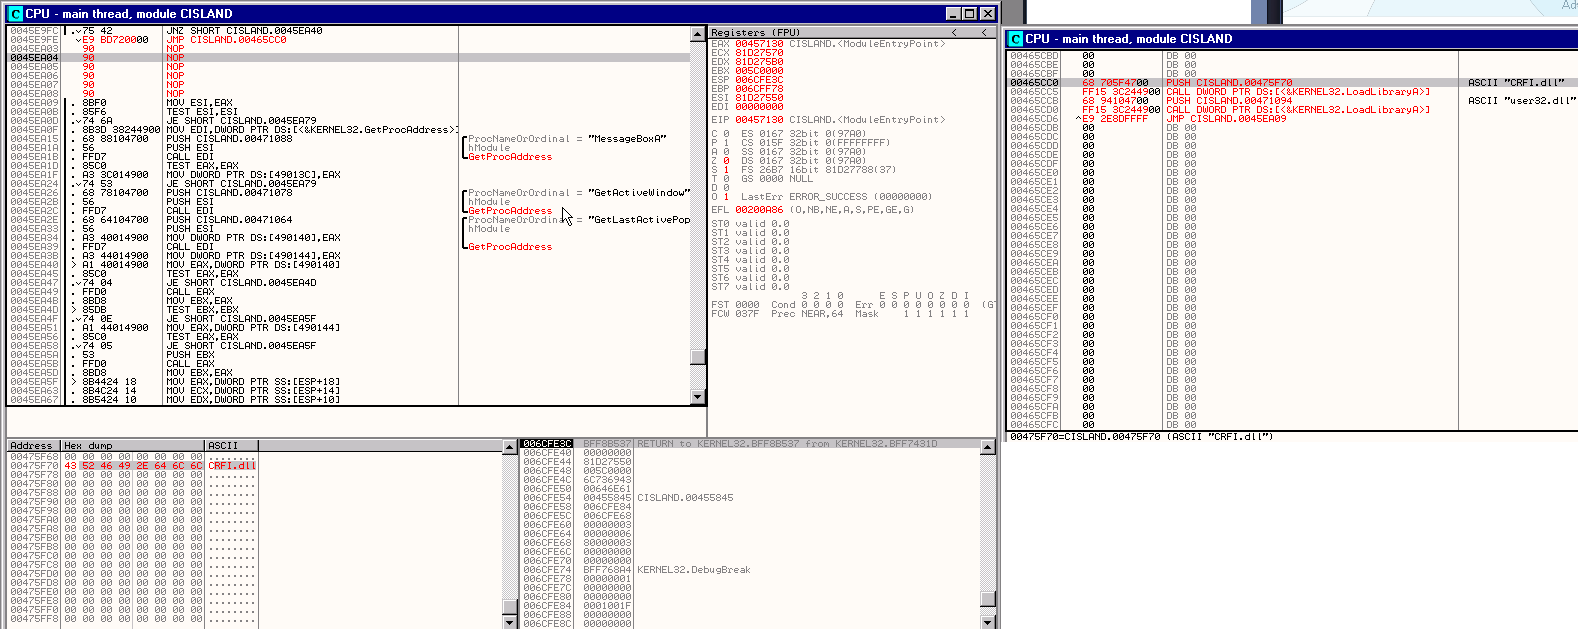 CPU - main thread, module CISLAND
0045E9FC . 75 42 JNZ SHORT CISLAND.0045EA40
0045E9FE E9 BD720000 JMP CISLAND.00465CC0
0045EA03 90 NOP
0045EA04 90 NOP
0045EA05 90 NOP
0045EA06 90 NOP
0045EA07 90 NOP
0045EA08 90 NOP
0045EA09 . 8BF0 MOV ESI,EAX
0045EA0B . 85F6 TEST ESI,ESI
0045EA0D . 74 6A JE SHORT CISLAND.0045EA79
0045EA0F . 8B3D 38244900 MOV EDI,DWORD PTR DS:[<&KERNEL32.GetProcAddress>]
0045EA15 . 68 88104700 PUSH CISLAND.00471088 ProcNameOrOrdinal = "MessageBoxA"
0045EA1A . 56 PUSH ESI hModule
0045EA1B . FFD7 CALL EDI GetProcAddress
0045EA1D . 85C0 TEST EAX,EAX
0045EA1F . A3 3C014900 MOV DWORD PTR DS:[49013C],EAX
0045EA24 . 74 53 JE SHORT CISLAND.0045EA79
0045EA26 . 68 78104700 PUSH CISLAND.00471078 ProcNameOrOrdinal = "GetActiveWindow"
0045EA2B . 56 PUSH ESI hModule
0045EA2C . FFD7 CALL EDI GetProcAddress
0045EA2E . 68 64104700 PUSH CISLAND.00471064 ProcNameOrOrdinal = "GetLastActivePop
0045EA33 . 56 PUSH ESI hModule
0045EA34 . A3 40014900 MOV DWORD PTR DS:[490140],EAX
0045EA39 . FFD7 CALL EDI GetProcAddress
0045EA3B . A3 44014900 MOV DWORD PTR DS:[490144],EAX
0045EA40 > A1 40014900 MOV EAX,DWORD PTR DS:[490140]
0045EA45 . 85C0 TEST EAX,EAX
0045EA47 . 74 04 JE SHORT CISLAND.0045EA4D
0045EA49 . FFD0 CALL EAX
0045EA4B . 8BD8 MOV EBX,EAX
0045EA4D > 85DB TEST EBX,EBX
0045EA4F . 74 0E JE SHORT CISLAND.0045EA5F
0045EA51 . A1 44014900 MOV EAX,DWORD PTR DS:[490144]
0045EA56 . 85C0 TEST EAX,EAX
0045EA58 . 74 05 JE SHORT CISLAND.0045EA5F
0045EA5A . 53 PUSH EBX
0045EA5B . FFD0 CALL EAX
0045EA5D . 8BD8 MOV EBX,EAX
0045EA5F > 8B4424 18 MOV EAX,DWORD PTR SS:[ESP+18]
0045EA63 . 8B4C24 14 MOV ECX,DWORD PTR SS:[ESP+14]
0045EA67 . 8B5424 10 MOV EDX,DWORD PTR SS:[ESP+10]
Registers (FPU) < <
EAX 00457130 CISLAND.<ModuleEntryPoint>
ECX 81D27570
EDX 81D275B0
EBX 005C0000
ESP 006CFE3C
EBP 006CFF78
ESI 81D27550
EDI 00000000
EIP 00457130 CISLAND.<ModuleEntryPoint>
C 0 ES 0167 32bit 0(97A0)
P 1 CS 015F 32bit 0(FFFFFFFF)
A 0 SS 0167 32bit 0(97A0)
Z 0 DS 0167 32bit 0(97A0)
S 1 FS 26B7 16bit 81D27788(37)
T 0 GS 0000 NULL
D 0
O 1 LastErr ERROR_SUCCESS (00000000)
EFL 00200A86 (O,NB,NE,A,S,PE,GE,G)
ST0 valid 0.0
ST1 valid 0.0
ST2 valid 0.0
ST3 valid 0.0
ST4 valid 0.0
ST5 valid 0.0
ST6 valid 0.0
ST7 valid 0.0
3 2 1 0 E S P U O Z D I
FST 0000 Cond 0 0 0 0 Err 0 0 0 0 0 0 0 0 (GT
FCW 037F Prec NEAR,64 Mask 1 1 1 1 1 1
Address Hex dump ASCII
00475F68 00 00 00 00 00 00 00 00 ........
00475F70 43 52 46 49 2E 64 6C 6C CRFI.dll
00475F78 00 00 00 00 00 00 00 00 ........
00475F80 00 00 00 00 00 00 00 00 ........
00475F88 00 00 00 00 00 00 00 00 ........
00475F90 00 00 00 00 00 00 00 00 ........
00475F98 00 00 00 00 00 00 00 00 ........
00475FA0 00 00 00 00 00 00 00 00 ........
00475FA8 00 00 00 00 00 00 00 00 ........
00475FB0 00 00 00 00 00 00 00 00 ........
00475FB8 00 00 00 00 00 00 00 00 ........
00475FC0 00 00 00 00 00 00 00 00 ........
00475FC8 00 00 00 00 00 00 00 00 ........
00475FD0 00 00 00 00 00 00 00 00 ........
00475FD8 00 00 00 00 00 00 00 00 ........
00475FE0 00 00 00 00 00 00 00 00 ........
00475FE8 00 00 00 00 00 00 00 00 ........
00475FF0 00 00 00 00 00 00 00 00 ........
00475FF8 00 00 00 00 00 00 00 00 ........
006CFE3C BFF8B537 RETURN to KERNEL32.BFF8B537 from KERNEL32.BFF7431D
006CFE40 00000000
006CFE44 81D27550
006CFE48 005C0000
006CFE4C 6C736943
006CFE50 00646E61
006CFE54 00455845 CISLAND.00455845
006CFE58 006CFE84
006CFE5C 006CFE68
006CFE60 00000003
006CFE64 00000006
006CFE68 80000003
006CFE6C 00000000
006CFE70 00000000
006CFE74 BFF768A4 KERNEL32.DebugBreak
006CFE78 00000001
006CFE7C 00000000
006CFE80 00000000
006CFE84 0001001F
006CFE88 00000000
006CFE8C 00000000
CPU - main thread, module CISLAND
00465CBD 00 DB 00
00465CBE 00 DB 00
00465CBF 00 DB 00
00465CC0 68 705F4700 PUSH CISLAND.00475F70 ASCII "CRFI.dll"
00465CC5 FF15 3C244900 CALL DWORD PTR DS:[<&KERNEL32.LoadLibraryA>]
00465CCB 68 94104700 PUSH CISLAND.00471094 ASCII "user32.dll"
00465CD0 FF15 3C244900 CALL DWORD PTR DS:[<&KERNEL32.LoadLibraryA>]
00465CD6 ^E9 2E8DFFFF JMP CISLAND.0045EA09
00465CDB 00 DB 00
00465CDC 00 DB 00
00465CDD 00 DB 00
00465CDE 00 DB 00
00465CDF 00 DB 00
00465CE0 00 DB 00
00465CE1 00 DB 00
00465CE2 00 DB 00
00465CE3 00 DB 00
00465CE4 00 DB 00
00465CE5 00 DB 00
00465CE6 00 DB 00
00465CE7 00 DB 00
00465CE8 00 DB 00
00465CE9 00 DB 00
00465CEA 00 DB 00
00465CEB 00 DB 00
00465CEC 00 DB 00
00465CED 00 DB 00
00465CEE 00 DB 00
00465CEF 00 DB 00
00465CF0 00 DB 00
00465CF1 00 DB 00
00465CF2 00 DB 00
00465CF3 00 DB 00
00465CF4 00 DB 00
00465CF5 00 DB 00
00465CF6 00 DB 00
00465CF7 00 DB 00
00465CF8 00 DB 00
00465CF9 00 DB 00
00465CFA 00 DB 00
00465CFB 00 DB 00
00465CFC 00 DB 00
00475F70=CISLAND.00475F70 (ASCII "CRFI.dll")